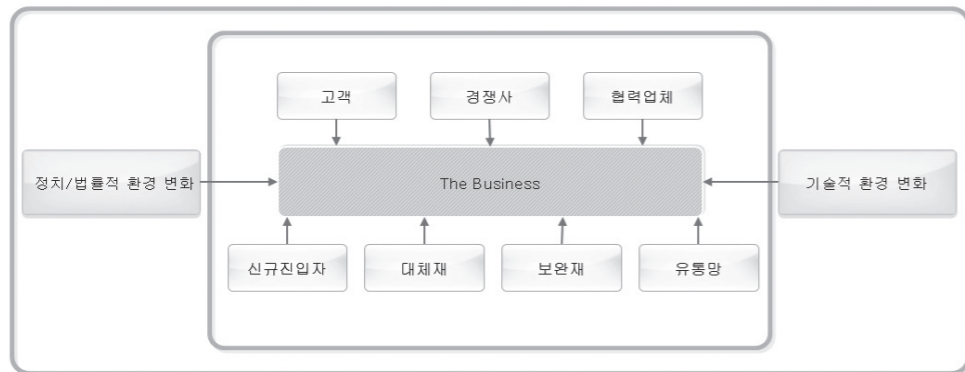 고객
경쟁사
협력업체
정치/법률적 환경 변화
The Business
기술적 환경 변화
신규진입자
대체재
보완재
유통망